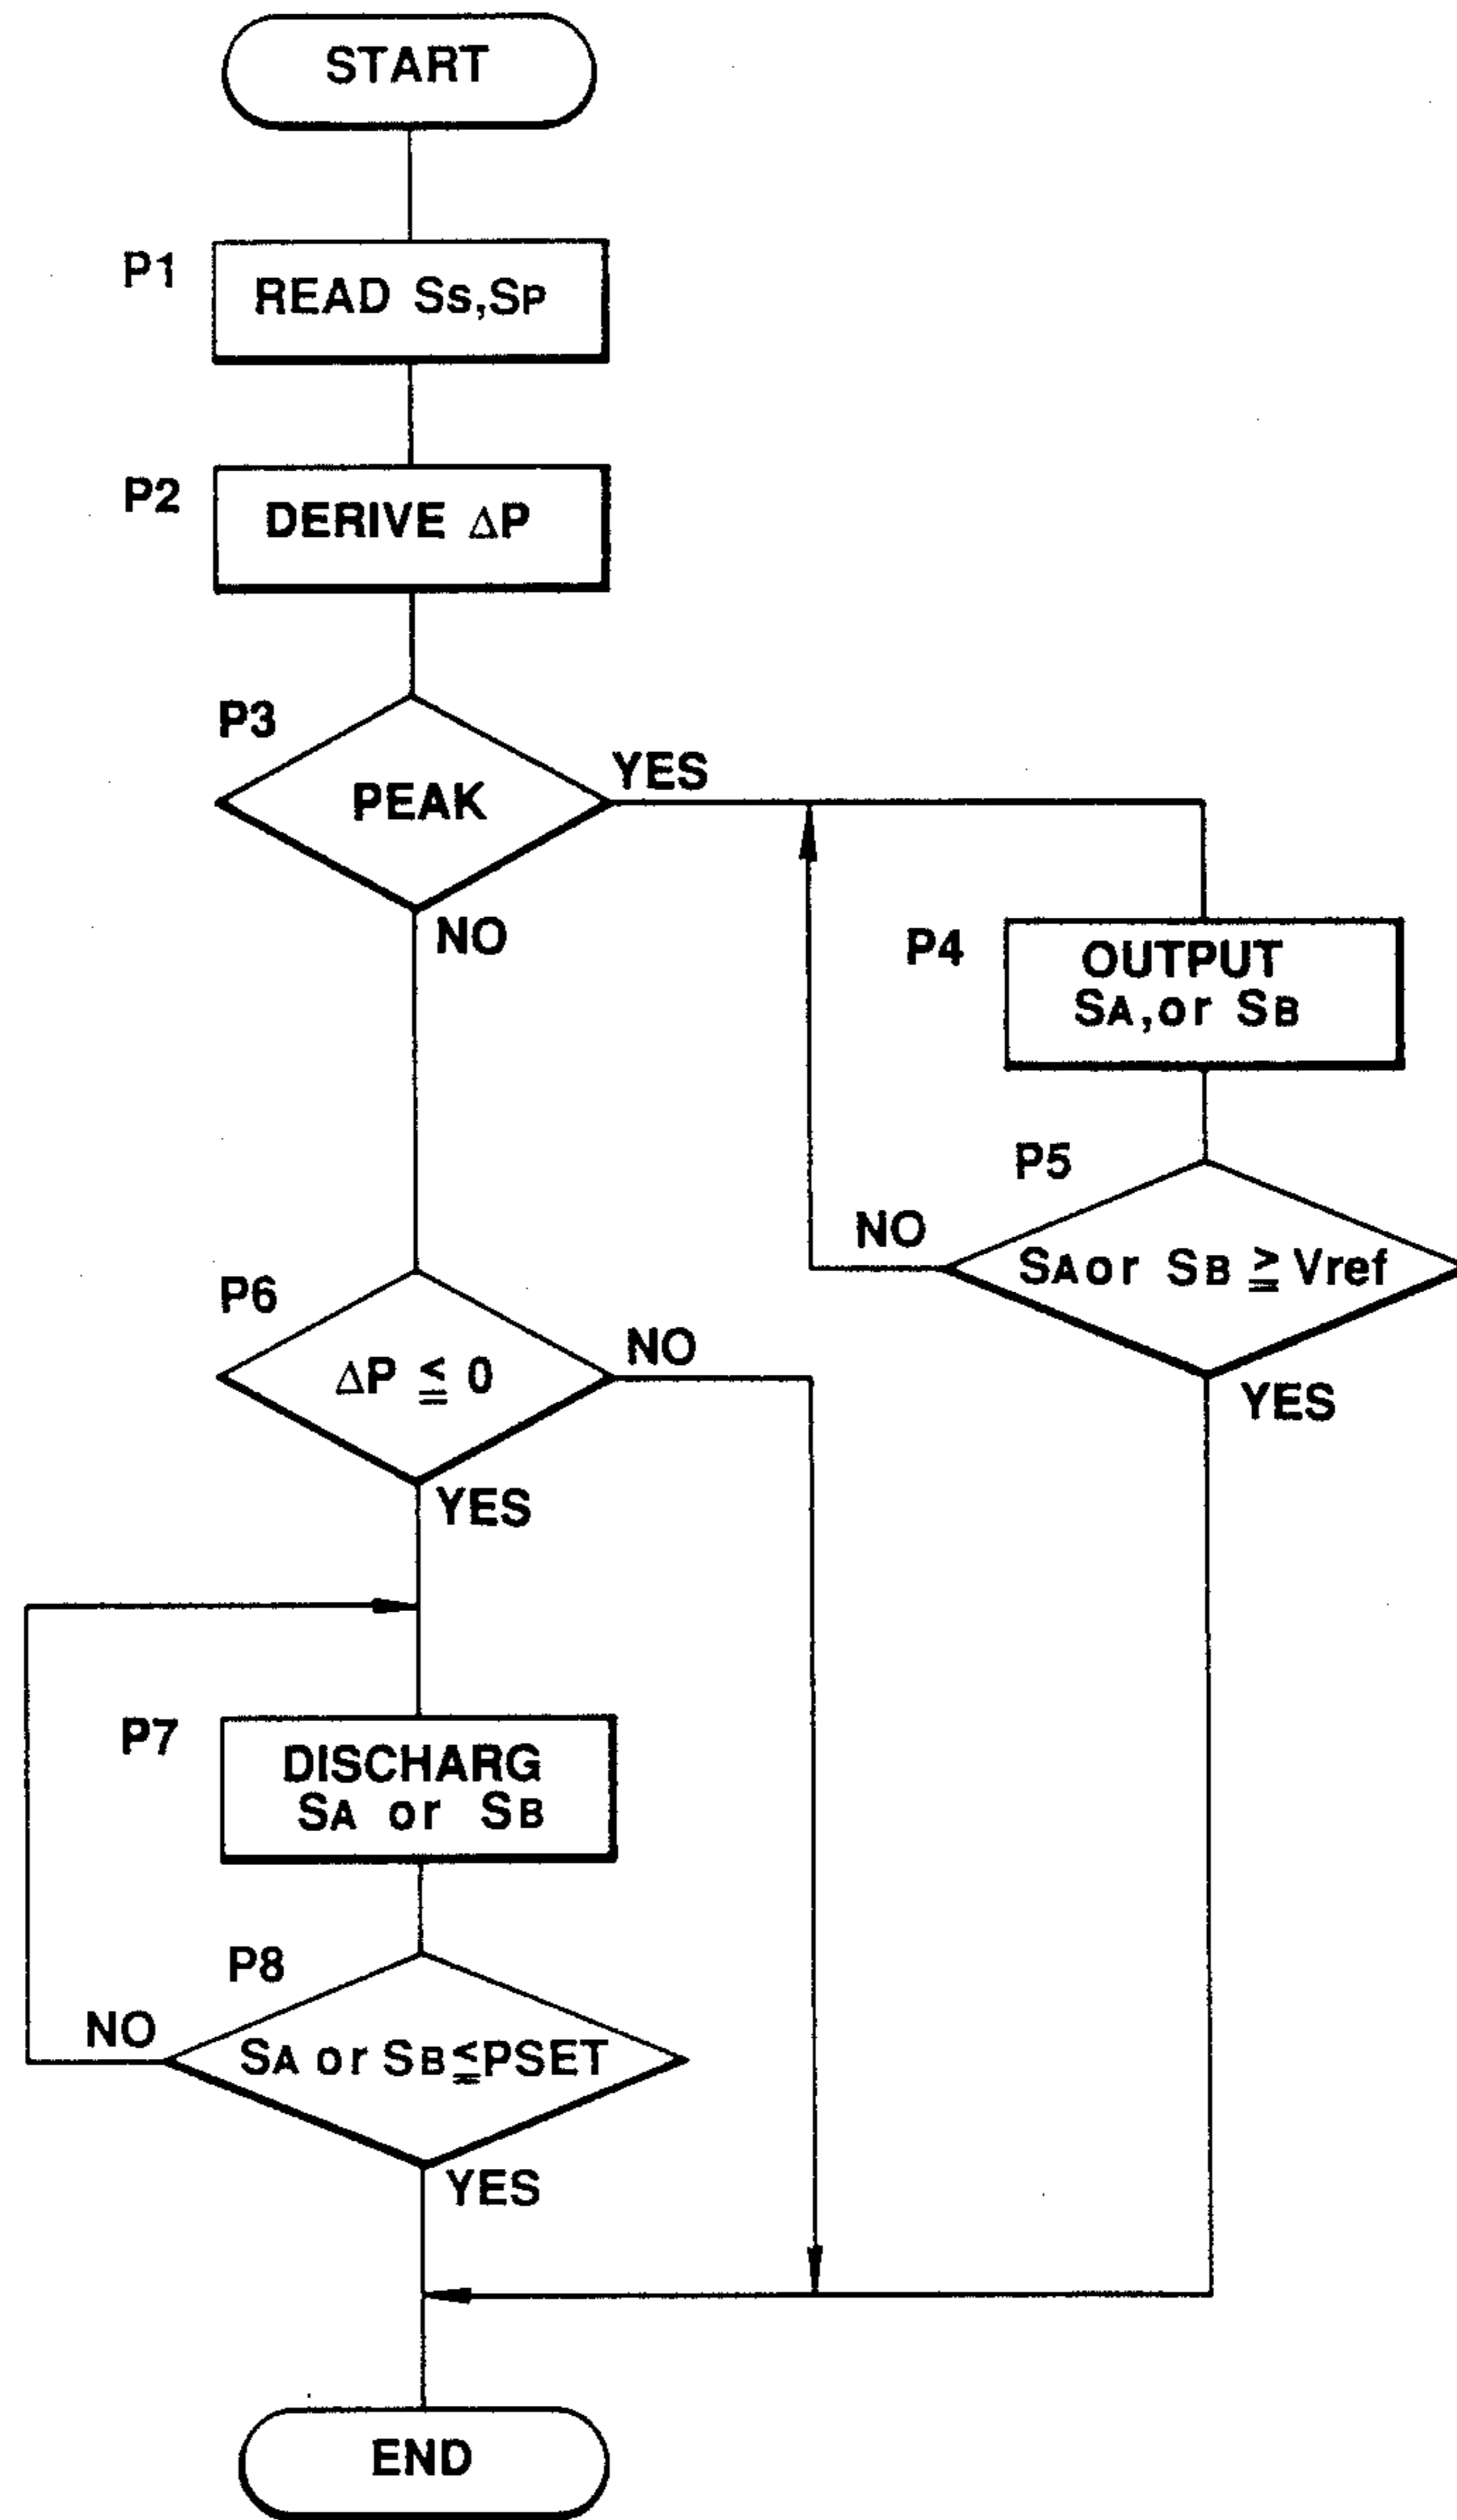 START
P1
READ Ss,SP
P2
DERIVE ΔP
P3
PEAK
YES
NO
P4
OUTPUT
SA,or SB
P5
SA or SB ≧ Vref
NO
YES
P6
ΔP ≦ 0
NO
YES
P7
DISCHARG
SA or SB
P8
SA or SB≦PSET
NO
YES
END